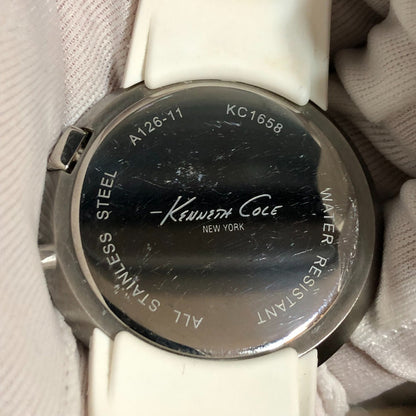 A126-11 KC1658
KENNETH COLE
NEW YORK
ALL STAINLESS STEEL
WATER RESISTANT